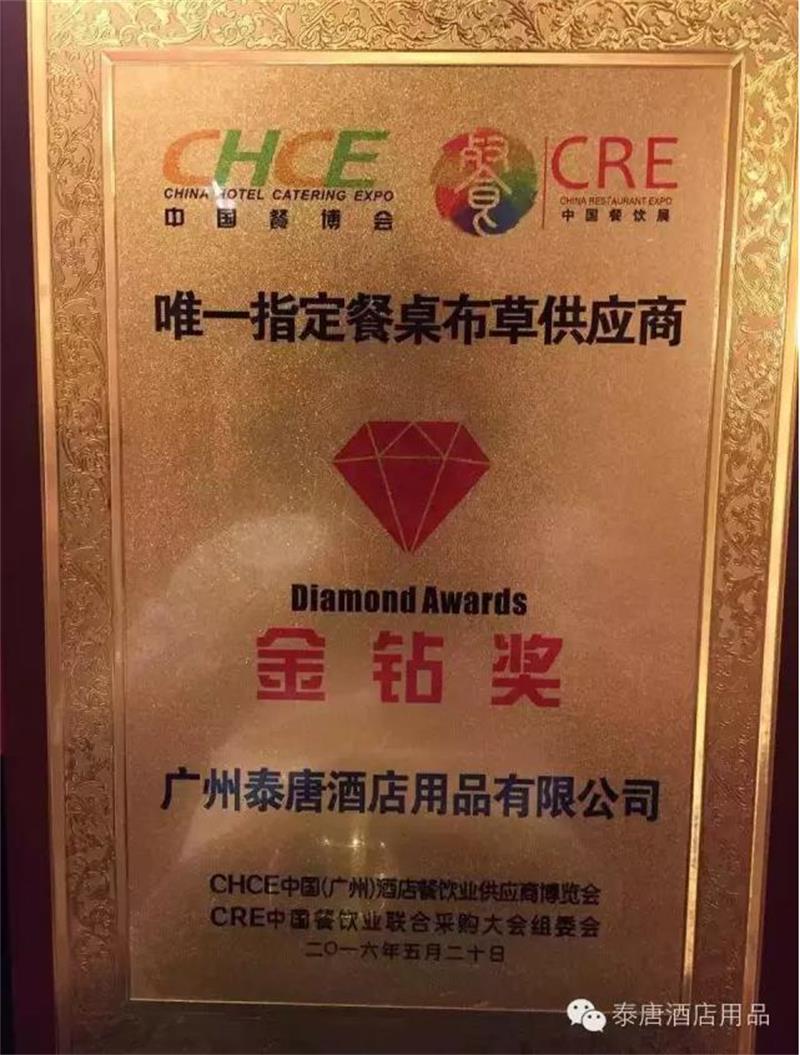 CHCE
CHINA HOTEL CATERING EXPO
中国餐博会
餐
CRE
CHINA RESTAURANT EXPO
中国餐饮展
唯一指定餐桌布草供应商
Diamond Awards
金钻奖
广州泰唐酒店用品有限公司
CHCE中国(广州)酒店餐饮业供应商博览会
CRE中国餐饮业联合采购大会组委会
二〇一六年五月二十日
泰唐酒店用品